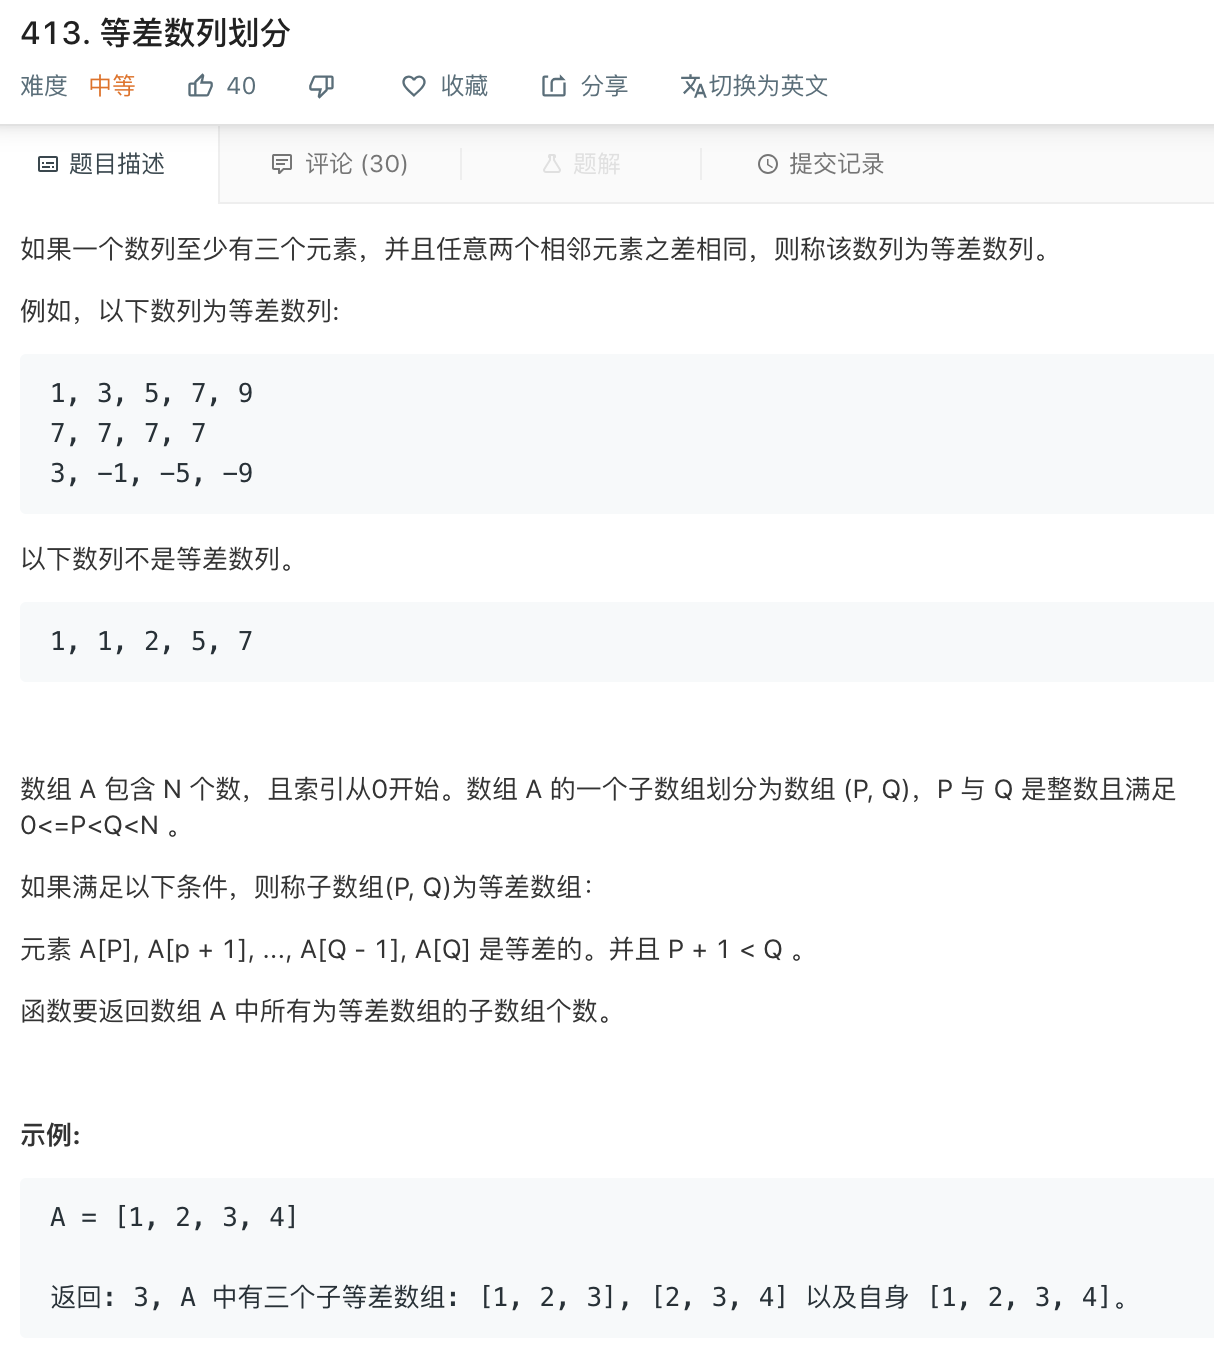 413. 等差数列划分
难度 中等 40 收藏 分享 切换为英文
题目描述 评论 (30) 题解 提交记录
如果一个数列至少有三个元素，并且任意两个相邻元素之差相同，则称该数列为等差数列。
例如，以下数列为等差数列:
1, 3, 5, 7, 9
7, 7, 7, 7
3, -1, -5, -9
以下数列不是等差数列。
1, 1, 2, 5, 7
数组 A 包含 N 个数，且索引从0开始。数组 A 的一个子数组划分为数组 (P, Q)，P 与 Q 是整数且满足
0<=P<Q<N 。
如果满足以下条件，则称子数组(P, Q)为等差数组：
元素 A[P], A[p + 1], ..., A[Q - 1], A[Q] 是等差的。并且 P + 1 < Q 。
函数要返回数组 A 中所有为等差数组的子数组个数。
示例:
A = [1, 2, 3, 4]
返回: 3, A 中有三个子等差数组: [1, 2, 3], [2, 3, 4] 以及自身 [1, 2, 3, 4]。